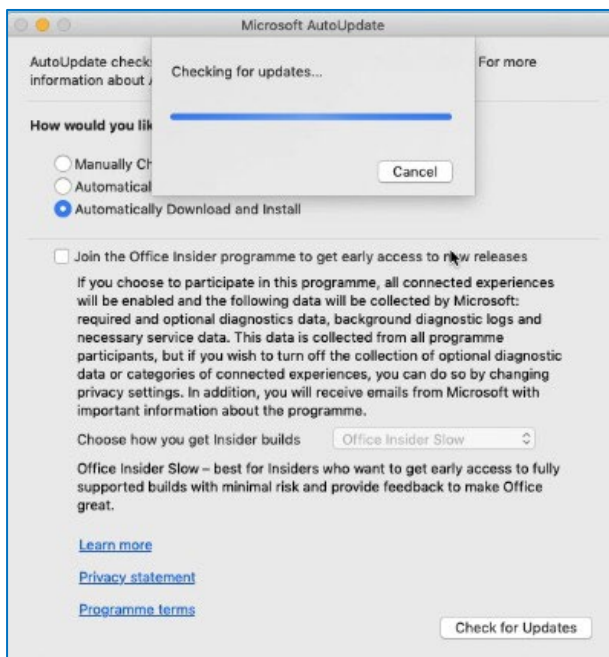 Microsoft AutoUpdate
AutoUpdate check
For more
information about
Checking for updates...
Cancel
How would you lik
Manually Ch
Automatical
Automatically Download and Install
Join the Office Insider programme to get early access to new releases
If you choose to participate in this programme, all connected experiences
will be enabled and the following data will be collected by Microsoft:
required and optional diagnostics data, background diagnostic logs and
necessary service data. This data is collected from all programme
participants, but if you wish to turn off the collection of optional diagnostic
data or categories of connected experiences, you can do so by changing
privacy settings. In addition, you will receive emails from Microsoft with
important information about the programme.
Choose how you get Insider builds Office Insider Slow
Office Insider Slow – best for Insiders who want to get early access to fully
supported builds with minimal risk and provide feedback to make Office
great.
Learn more
Privacy statement
Programme terms
Check for Updates